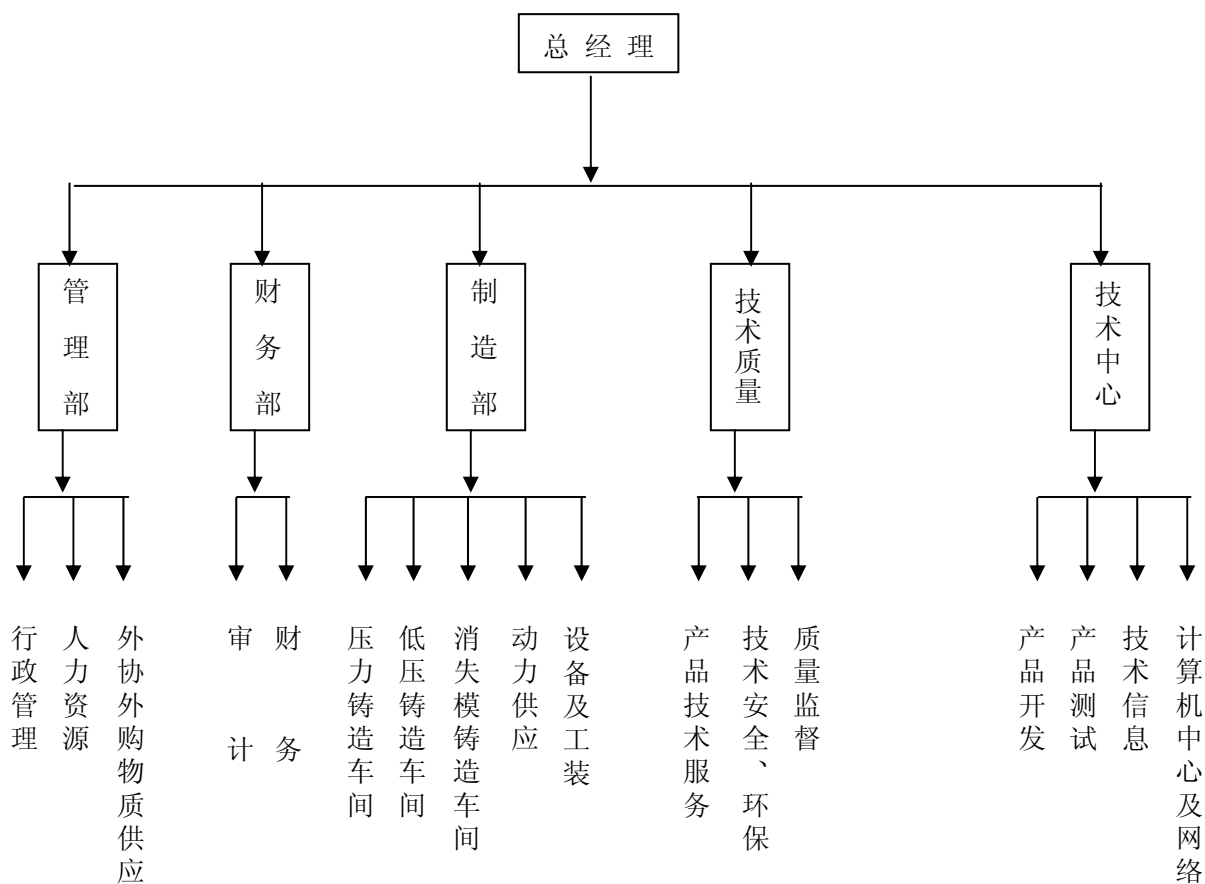 总经理
管理部
财务部
制造部
技术质量
技术中心
行政管理
人力资源
外协外购物质供应
审计
财务
压力铸造车间
低压铸造车间
消失模铸造车间
动力供应
设备及工装
产品技术服务
技术安全、环保
质量监督
产品开发
产品测试
技术信息
计算机中心及网络